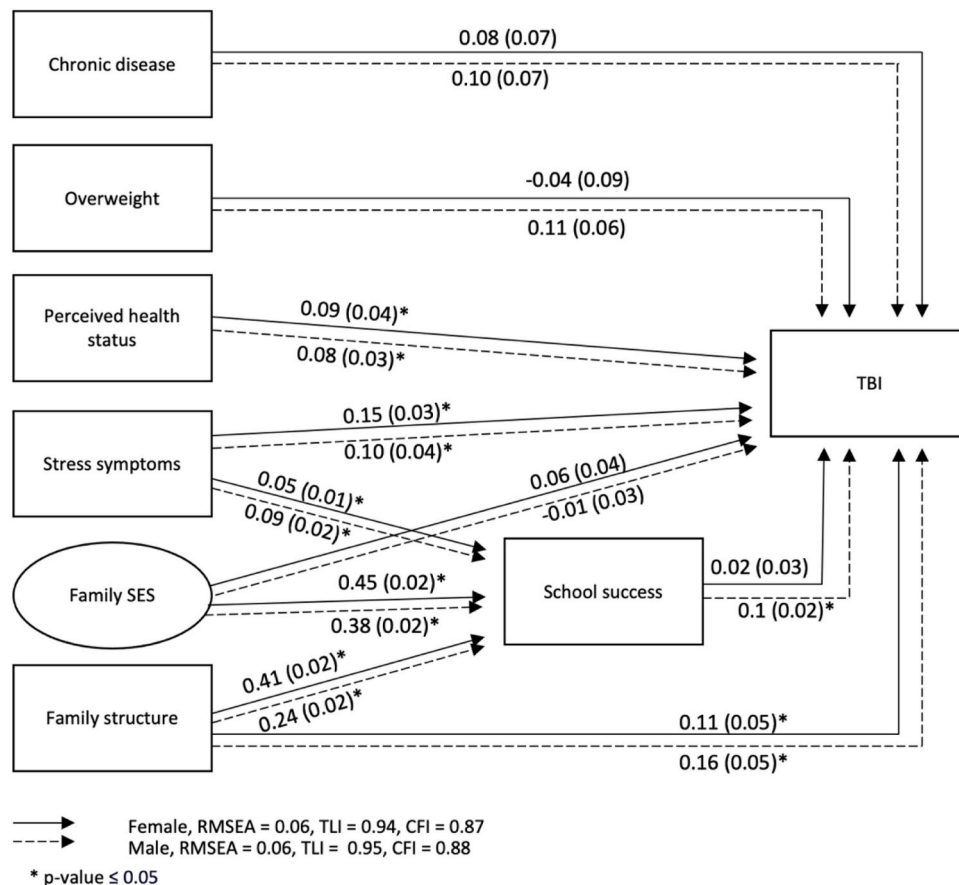 Chronic disease
0.08 (0.07)
0.10 (0.07)
Overweight
-0.04 (0.09)
0.11 (0.06)
Perceived health
status
0.09 (0.04)*
0.08 (0.03)*
TBI
Stress symptoms
0.15 (0.03)*
0.10 (0.04)*
0.05 (0.01)*
0.09 (0.02)*
0.06 (0.04)
-0.01 (0.03)
Family SES
0.45 (0.02)*
0.38 (0.02)*
School success
0.02 (0.03)
0.1 (0.02)*
Family structure
0.41 (0.02)*
0.24 (0.02)*
0.11 (0.05)*
0.16 (0.05)*
Female, RMSEA = 0.06, TLI = 0.94, CFI = 0.87
Male, RMSEA = 0.06, TLI = 0.95, CFI = 0.88
* p-value ≤ 0.05